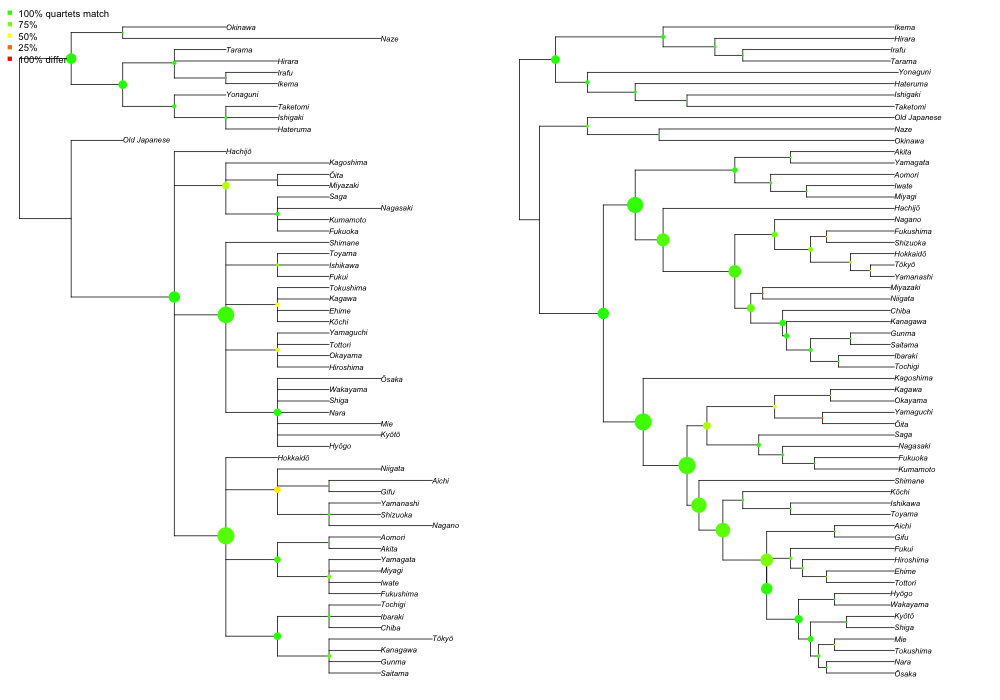 100% quartets match
75%
50%
25%
100% differ
Okinawa
Naze
Tarama
Hirara
Irafu
Ikema
Yonaguni
Taketomi
Ishigaki
Hateruma
Old Japanese
Hachijō
Kagoshima
Ōita
Miyazaki
Saga
Nagasaki
Kumamoto
Fukuoka
Shimane
Toyama
Ishikawa
Fukui
Tokushima
Kagawa
Ehime
Kōchi
Yamaguchi
Tottori
Okayama
Hiroshima
Ōsaka
Wakayama
Shiga
Nara
Mie
Kyōtō
Hyōgo
Hokkaidō
Niigata
Aichi
Gifu
Yamanashi
Shizuoka
Nagano
Aomori
Akita
Yamagata
Miyagi
Iwate
Fukushima
Tochigi
Ibaraki
Chiba
Tōkyō
Kanagawa
Gunma
Saitama
Ikema
Hirara
Irafu
Tarama
Yonaguni
Hateruma
Ishigaki
Taketomi
Old Japanese
Naze
Okinawa
Akita
Yamagata
Aomori
Iwate
Miyagi
Hachijō
Nagano
Fukushima
Shizuoka
Hokkaidō
Tōkyō
Yamanashi
Miyazaki
Niigata
Chiba
Kanagawa
Gunma
Saitama
Ibaraki
Tochigi
Kagoshima
Kagawa
Okayama
Yamaguchi
Ōita
Saga
Nagasaki
Fukuoka
Kumamoto
Shimane
Kōchi
Ishikawa
Toyama
Aichi
Gifu
Fukui
Hiroshima
Ehime
Tottori
Hyōgo
Wakayama
Kyōtō
Shiga
Mie
Tokushima
Nara
Ōsaka